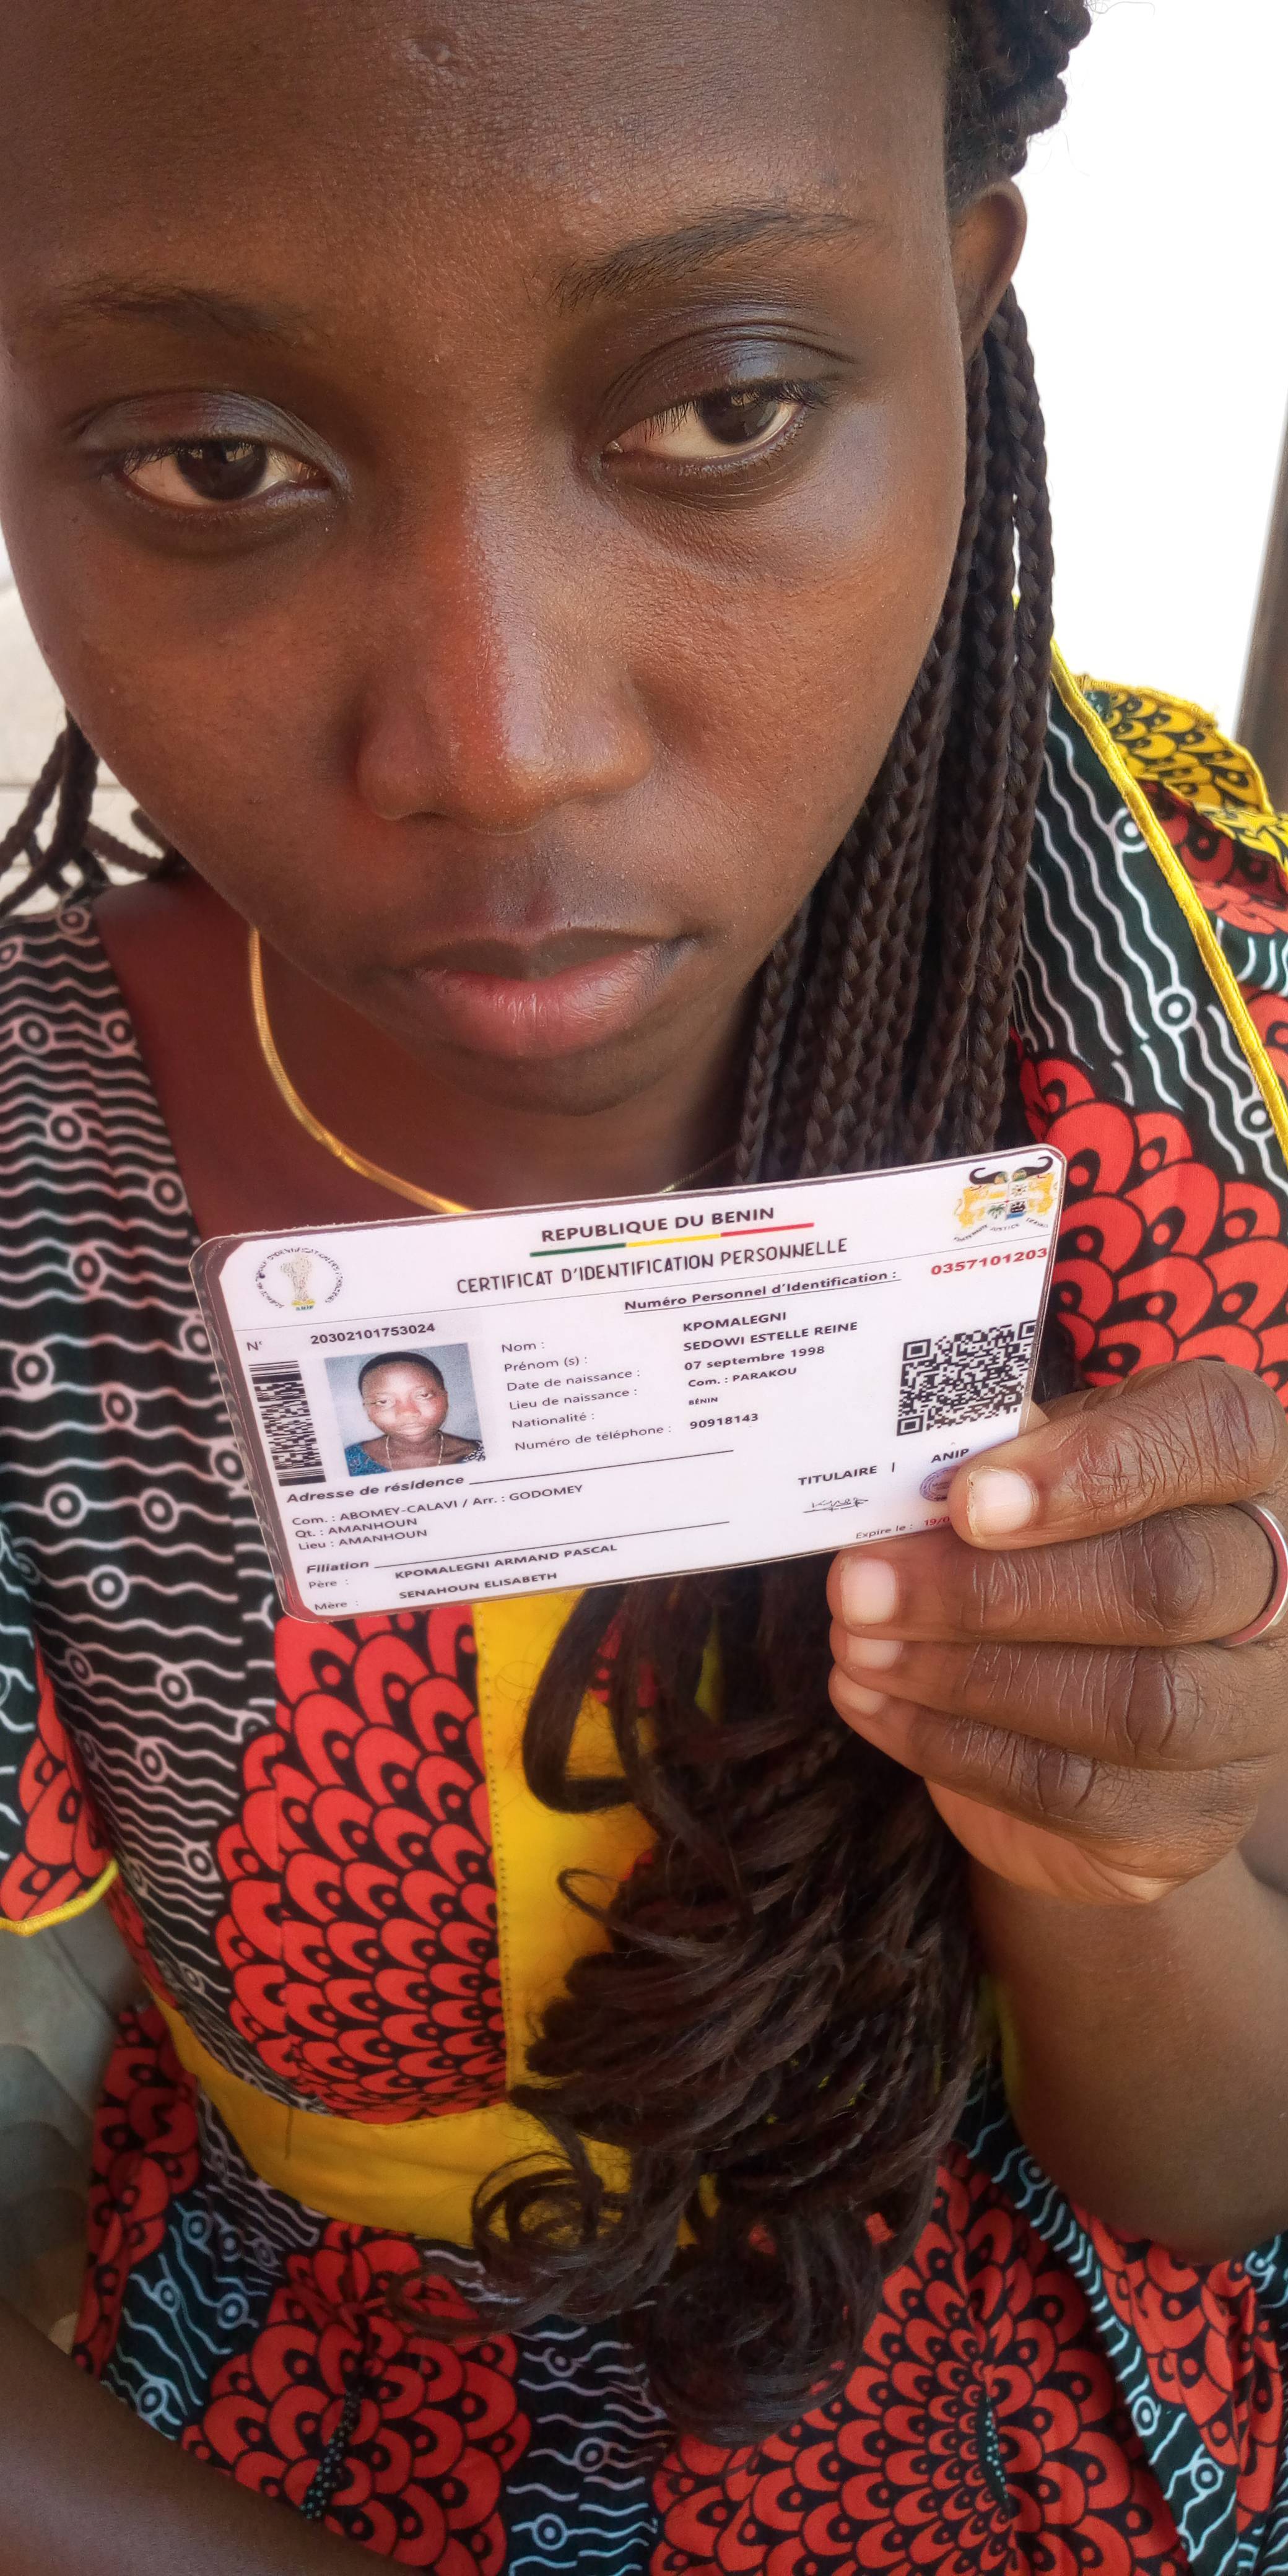 REPUBLIQUE DU BENIN
CERTIFICAT D'IDENTIFICATION PERSONNELLE
Numéro Personnel d'Identification :
0357101203
N° 20302101753024
Nom : KPOMALEGNI
Prénom (s) : SEDOWI ESTELLE REINE
Date de naissance : 07 septembre 1998
Lieu de naissance : Com. : PARAKOU
Nationalité : BÉNIN
Numéro de téléphone : 90918143
Adresse de résidence
Com. : ABOMEY-CALAVI / Arr. : GODOMEY
Qt. : AMANHOUN
Lieu : AMANHOUN
TITULAIRE | ANIP
Expire le : 19/0
Filiation
Père : KPOMALEGNI ARMAND PASCAL
Mère : SENAHOUN ELISABETH